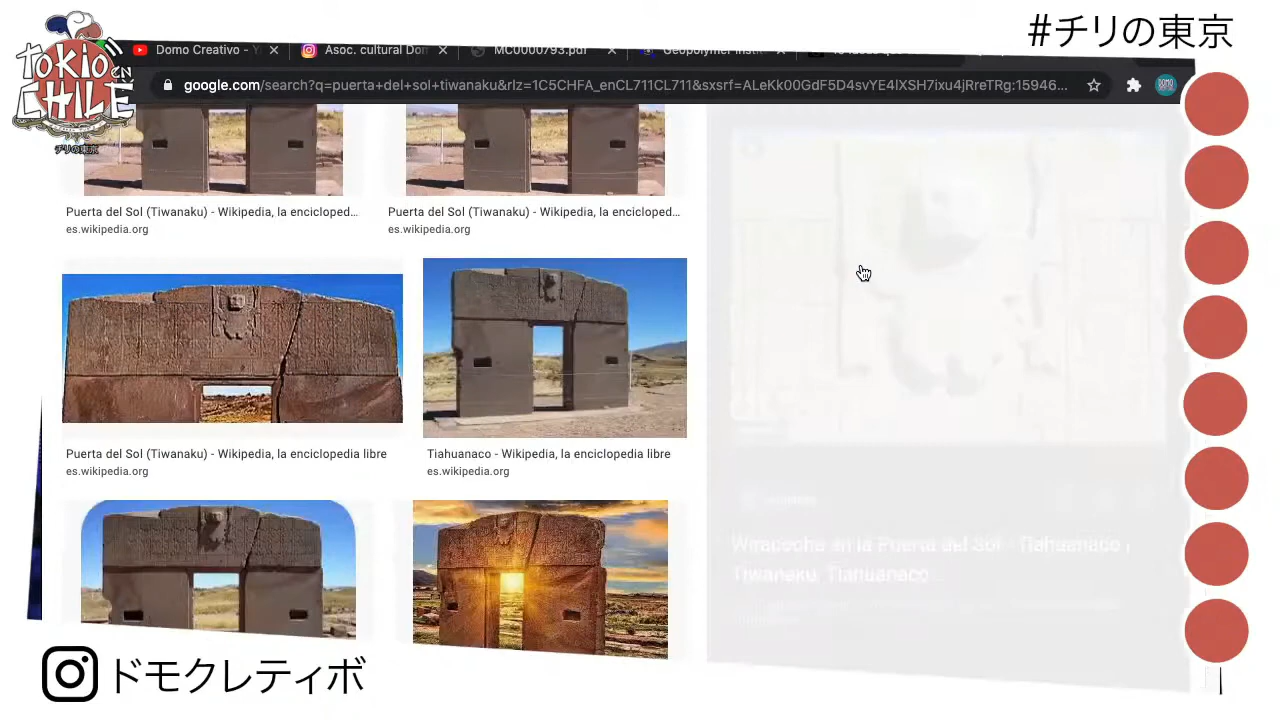 #チリの東京
TOKIO
EN
CHILE
チリの東京
Domo Creativo - Y
Asoc. cultural Dom
MC0000793.pdf
Geopolymer Insti
google.com/search?q=puerta+del+sol+tiwanaku&rlz=1C5CHFA_enCL711CL711&sxsrf=ALeKk00GdF5D4svYE4lXSH7ixu4jRreTRg:15946...
Puerta del Sol (Tiwanaku) - Wikipedia, la encicloped...
es.wikipedia.org
Puerta del Sol (Tiwanaku) - Wikipedia, la encicloped...
es.wikipedia.org
Puerta del Sol (Tiwanaku) - Wikipedia, la enciclopedia libre
es.wikipedia.org
Tiahuanaco - Wikipedia, la enciclopedia libre
es.wikipedia.org
Wiracocha en la Puerta del Sol - Tiahuanaco |
Tiwanaku, Tiahuanaco
ドモクレティボ